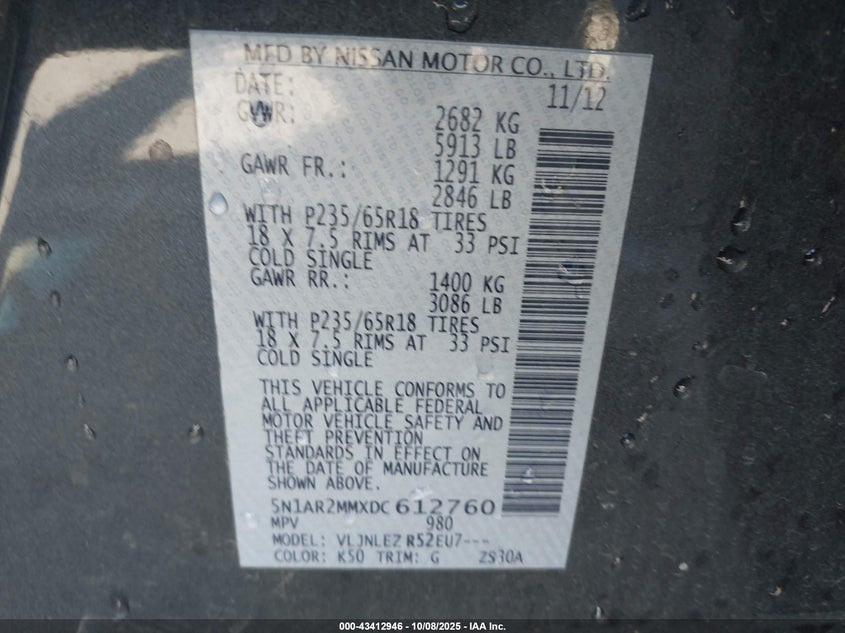 MFD BY NISSAN MOTOR CO., LTD.
DATE: 11/12
GVWR: 2682 KG
5913 LB
GAWR FR.: 1291 KG
2846 LB
WITH P235/65R18 TIRES
18 X 7.5 RIMS AT 33 PSI
COLD SINGLE
GAWR RR.: 1400 KG
3086 LB
WITH P235/65R18 TIRES
18 X 7.5 RIMS AT 33 PSI
COLD SINGLE
THIS VEHICLE CONFORMS TO
ALL APPLICABLE FEDERAL
MOTOR VEHICLE SAFETY AND
THEFT PREVENTION
STANDARDS IN EFFECT ON
THE DATE OF MANUFACTURE
SHOWN ABOVE.
5N1AR2MMXDC612760
MPV 980
MODEL: VLJNLEZ R52EU7---
COLOR: K50 TRIM: G 2S30A
000-43412946 - 10/08/2025 - IAA Inc.